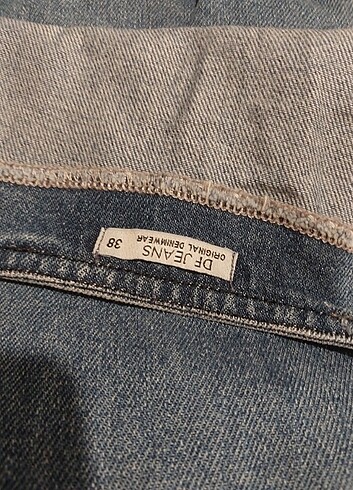 DF JEANS
ORIGINAL DENIMWEAR
38